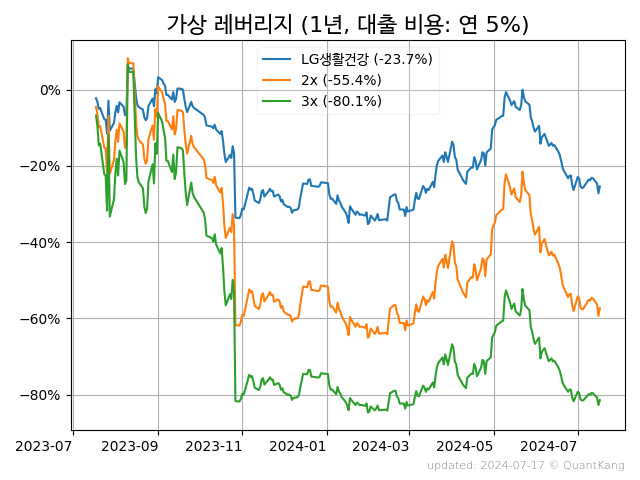 가상 레버리지 (1년, 대출 비용: 연 5%)
LG생활건강 (-23.7%)
2x (-55.4%)
3x (-80.1%)
0%
−20%
−40%
−60%
−80%
2023-07 2023-09 2023-11 2024-01 2024-03 2024-05 2024-07
updated: 2024-07-17 © QuantKang